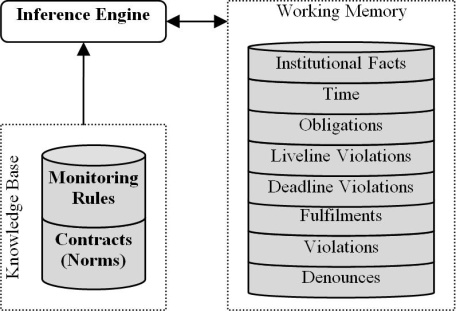 Inference Engine
Working Memory
Institutional Facts
Time
Obligations
Liveline Violations
Deadline Violations
Fulfilments
Violations
Denounces
Knowledge Base
Monitoring
Rules
Contracts
(Norms)